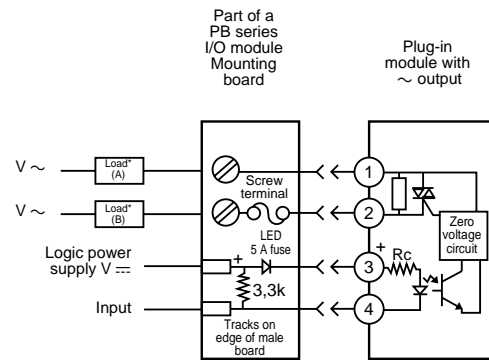 Part of a
PB series
I/O module
Mounting
board
Plug-in
module with
∼ output
V ∼
Load*
(A)
1
V ∼
Load*
(B)
Screw
terminal
2
Zero
voltage
circuit
LED
5 A fuse
Logic power
supply V ⎓
+
3
+
Rc
3,3k
Input
4
Tracks on
edge of male
board